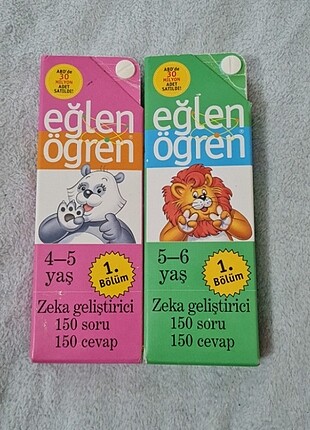 ABD'de
30
MİLYON
ADET
SATILDI!
eğlen
öğren
4–5
yaş
1.
Bölüm
Zeka geliştirici
150 soru
150 cevap
ABD'de
30
MİLYON
ADET
SATILDI!
eğlen
öğren
5–6
yaş
1.
Bölüm
Zeka geliştirici
150 soru
150 cevap